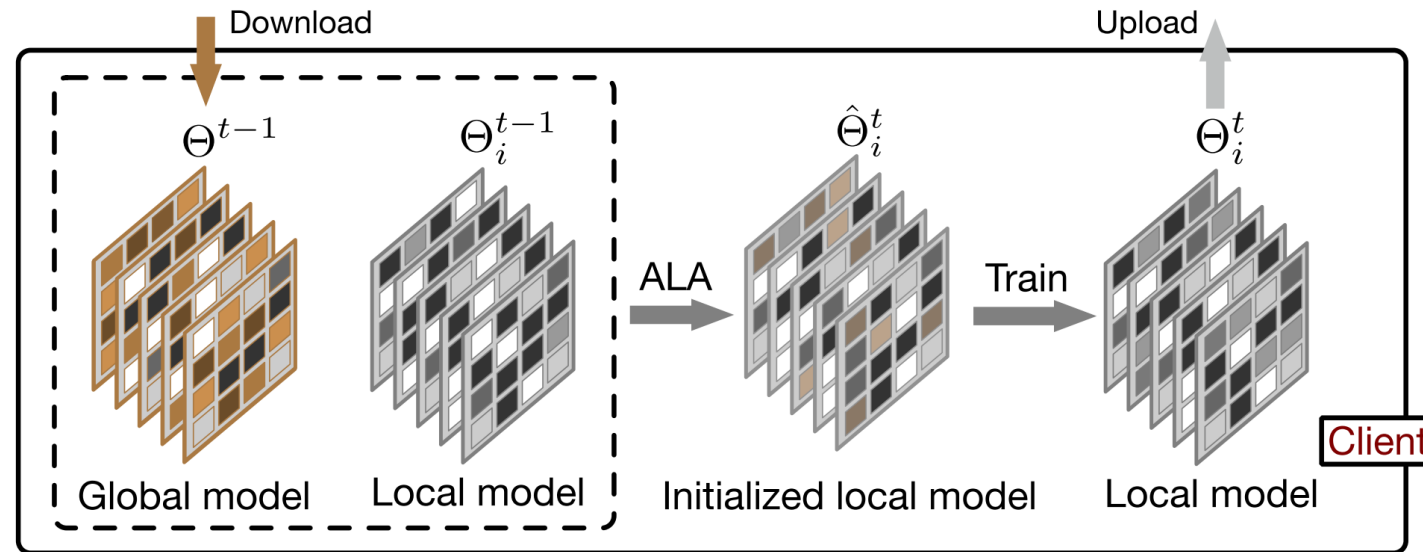 Download
Upload
Θ^{t−1}
Θ_i^{t−1}
Θ̂_i^t
Θ_i^t
ALA
Train
Client
Global model
Local model
Initialized local model
Local model